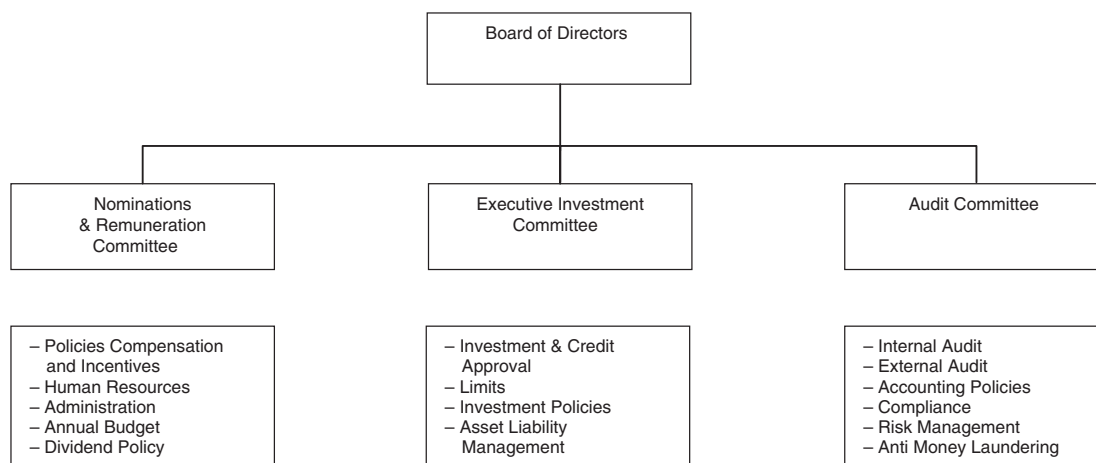 Board of Directors
Nominations
& Remuneration
Committee
Executive Investment
Committee
Audit Committee
– Policies Compensation
and Incentives
– Human Resources
– Administration
– Annual Budget
– Dividend Policy
– Investment & Credit
Approval
– Limits
– Investment Policies
– Asset Liability
Management
– Internal Audit
– External Audit
– Accounting Policies
– Compliance
– Risk Management
– Anti Money Laundering